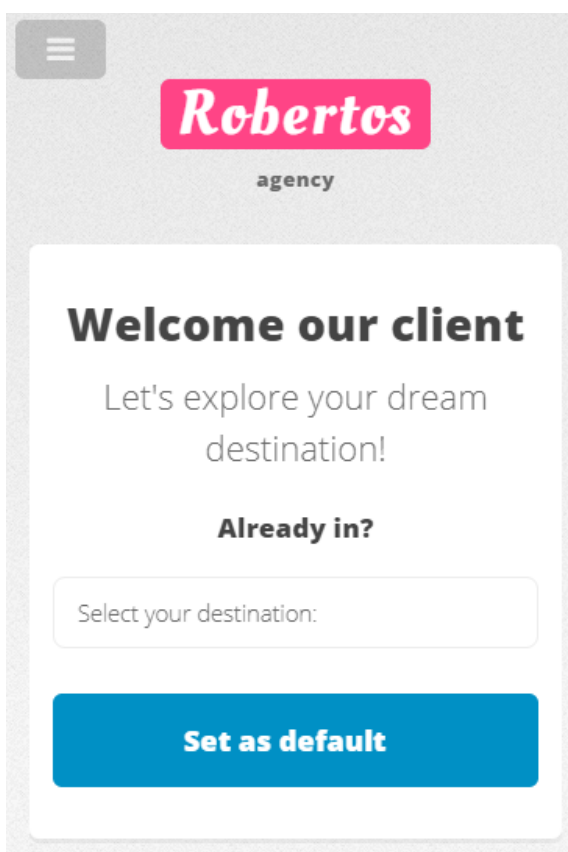 Robertos
agency
Welcome our client
Let's explore your dream
destination!
Already in?
Select your destination:
Set as default